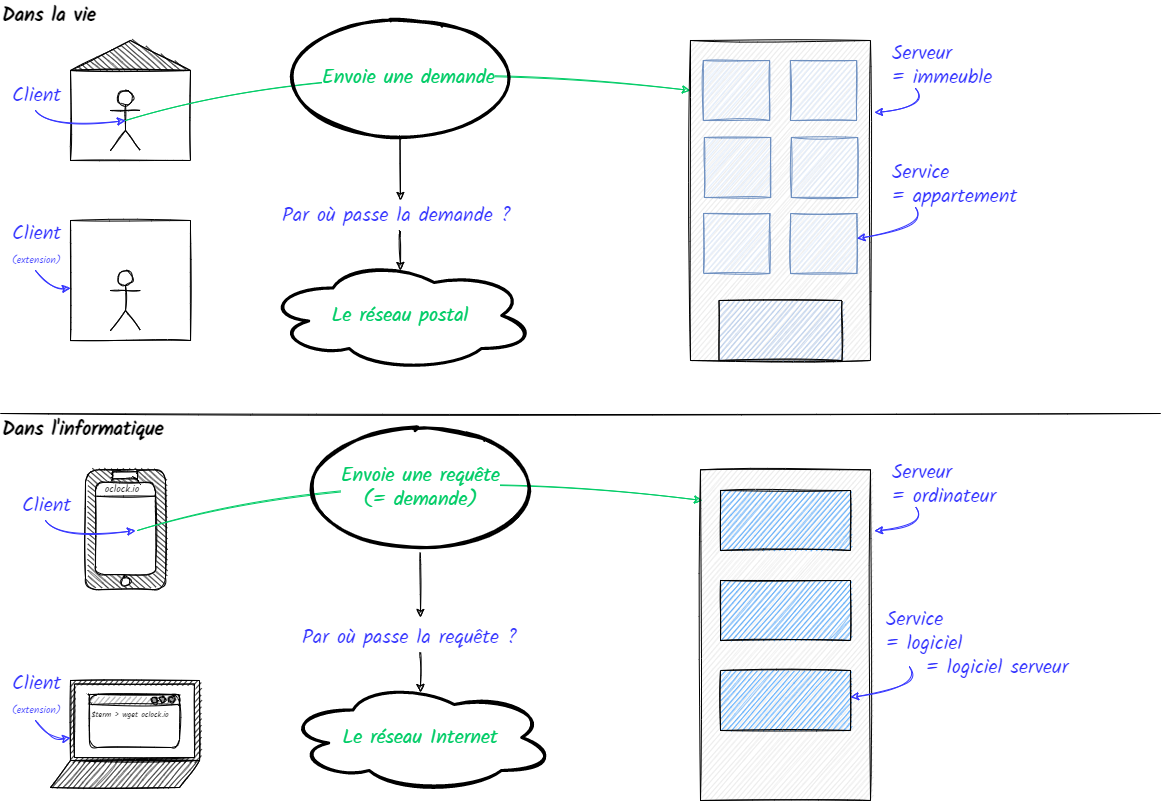 Dans la vie
Client
Envoie une demande
Serveur
= immeuble
Service
= appartement
Par où passe la demande ?
Client
(extension)
Le réseau postal
Dans l'informatique
oclock.io
Client
Envoie une requête
(= demande)
Serveur
= ordinateur
Par où passe la requête ?
Service
= logiciel
= logiciel serveur
Client
(extension)
$term > wget oclock.io
Le réseau Internet